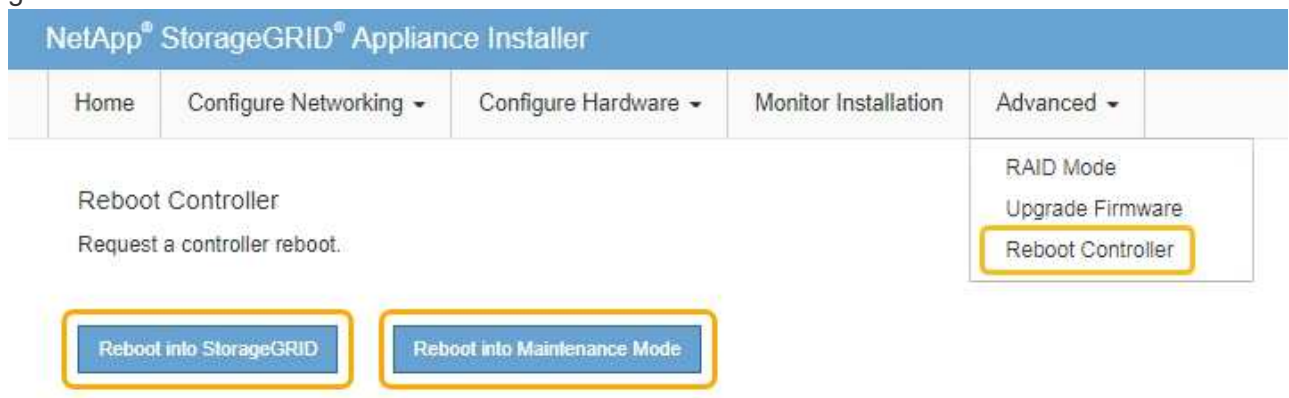 NetApp® StorageGRID® Appliance Installer
Home Configure Networking Configure Hardware Monitor Installation Advanced
RAID Mode
Upgrade Firmware
Reboot Controller
Reboot Controller
Request a controller reboot.
Reboot into StorageGRID Reboot into Maintenance Mode